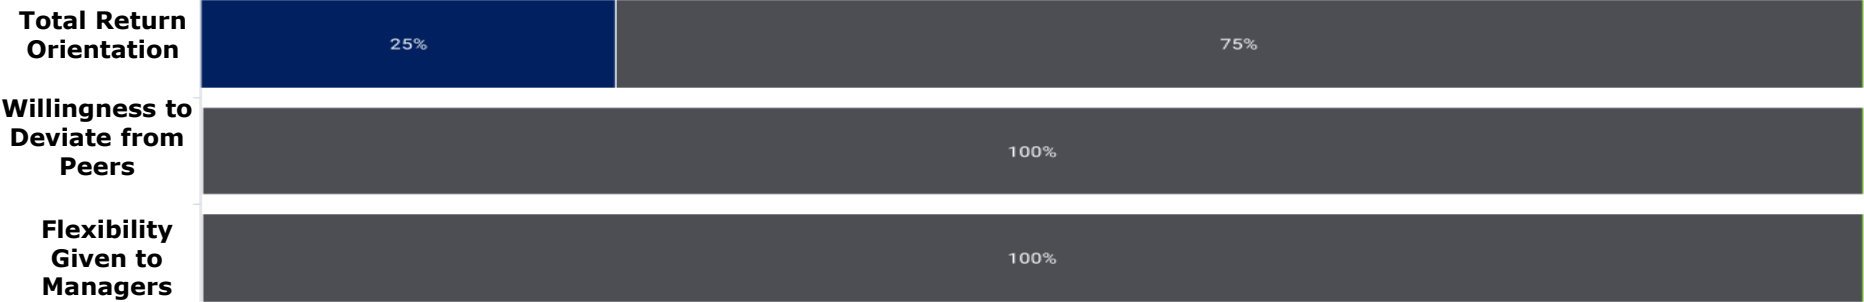 Total Return
Orientation
25%
75%
Willingness to
Deviate from
Peers
100%
Flexibility
Given to
Managers
100%